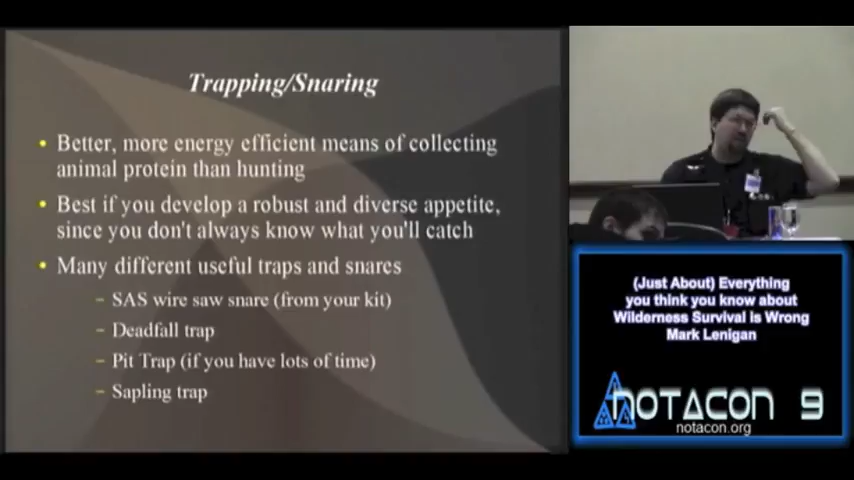 Trapping/Snaring
Better, more energy efficient means of collecting
animal protein than hunting
Best if you develop a robust and diverse appetite,
since you don't always know what you'll catch
Many different useful traps and snares
– SAS wire saw snare (from your kit)
– Deadfall trap
– Pit Trap (if you have lots of time)
– Sapling trap
(Just About) Everything
you think you know about
Wilderness Survival is Wrong
Mark Lenigan
NOTACON 9
notacon.org